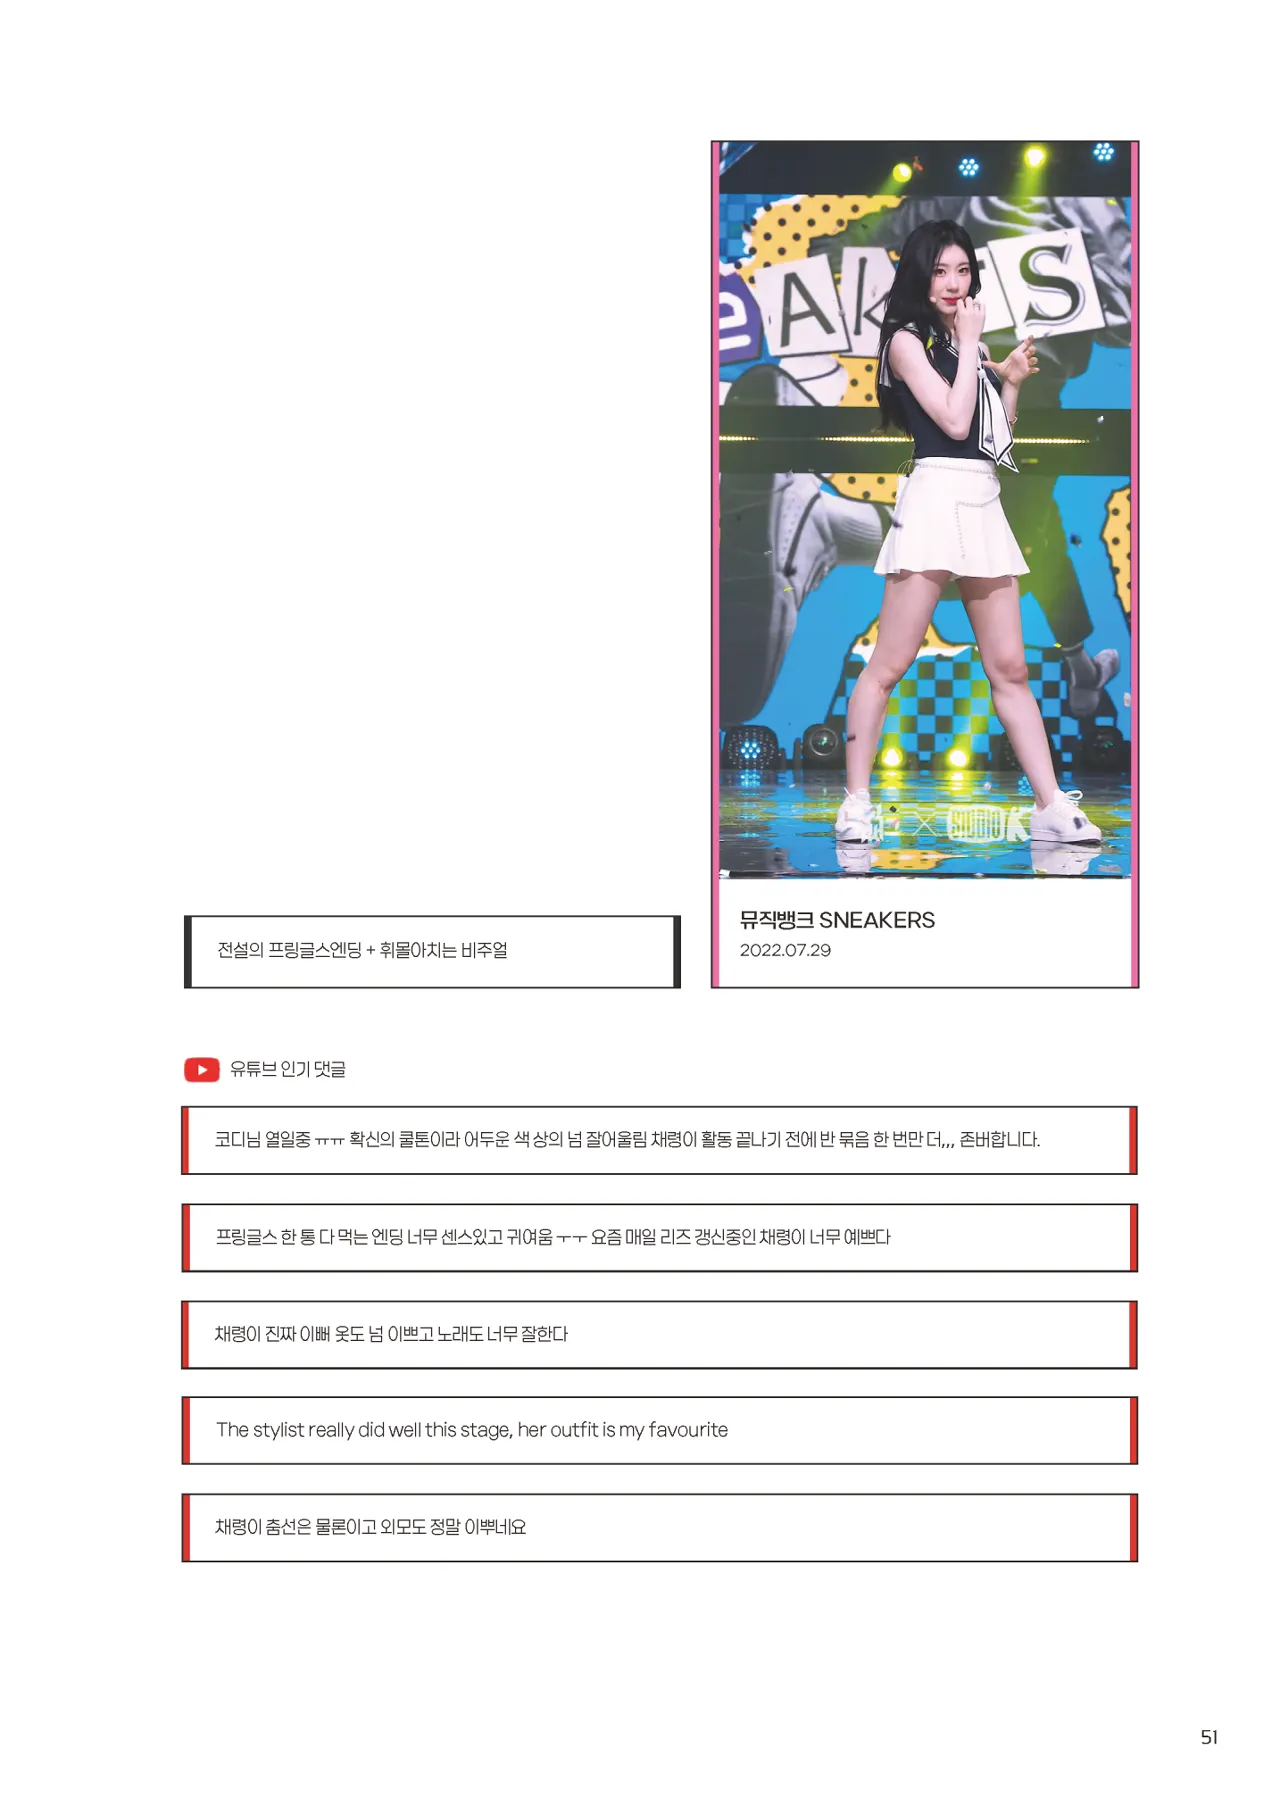 eAKERS
KBS X STUDIO K
뮤직뱅크 SNEAKERS
2022.07.29
전설의 프링글스엔딩 + 휘몰아치는 비주얼
유튜브 인기 댓글
코디님 열일중 ㅠㅠ 확신의 쿨톤이라 어두운 색 상의 넘 잘어울림 채령이 활동 끝나기 전에 반 묶음 한 번만 더,,, 존버합니다.
프링글스 한 통 다 먹는 엔딩 너무 센스있고 귀여움 ㅜㅜ 요즘 매일 리즈 갱신중인 채령이 너무 예쁘다
채령이 진짜 이뻐 옷도 넘 이쁘고 노래도 너무 잘한다
The stylist really did well this stage, her outfit is my favourite
채령이 춤선은 물론이고 외모도 정말 이뿌네요
51